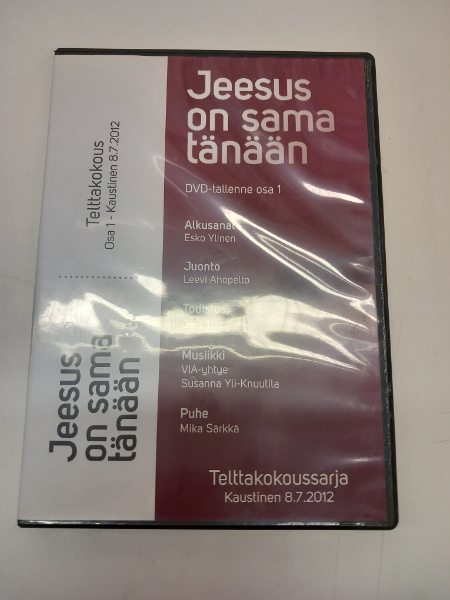 Telttakokous
Osa 1 - Kaustinen 8.7.2012
Jeesus
on sama
tänään
Jeesus
on sama
tänään
DVD-tallenne osa 1
Alkusanat
Esko Ylinen
Juonto
Leevi Ahopelto
Todistus
Musiikki
VIA-yhtye
Susanna Yli-Knuutila
Puhe
Mika Särkkä
Telttakokoussarja
Kaustinen 8.7.2012